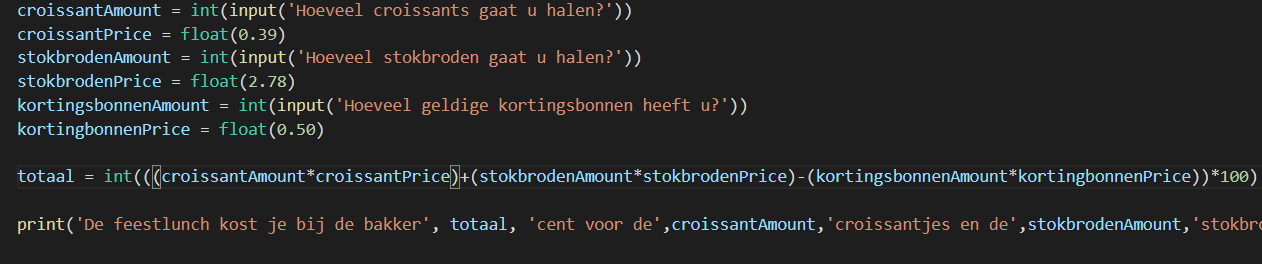 croissantAmount = int(input('Hoeveel croissants gaat u halen?'))
croissantPrice = float(0.39)
stokbrodenAmount = int(input('Hoeveel stokbroden gaat u halen?'))
stokbrodenPrice = float(2.78)
kortingsbonnenAmount = int(input('Hoeveel geldige kortingsbonnen heeft u?'))
kortingbonnenPrice = float(0.50)
totaal = int(((croissantAmount*croissantPrice)+(stokbrodenAmount*stokbrodenPrice)-(kortingsbonnenAmount*kortingbonnenPrice))*100)
print('De feestlunch kost je bij de bakker', totaal, 'cent voor de',croissantAmount,'croissantjes en de',stokbrodenAmount,'stokbro